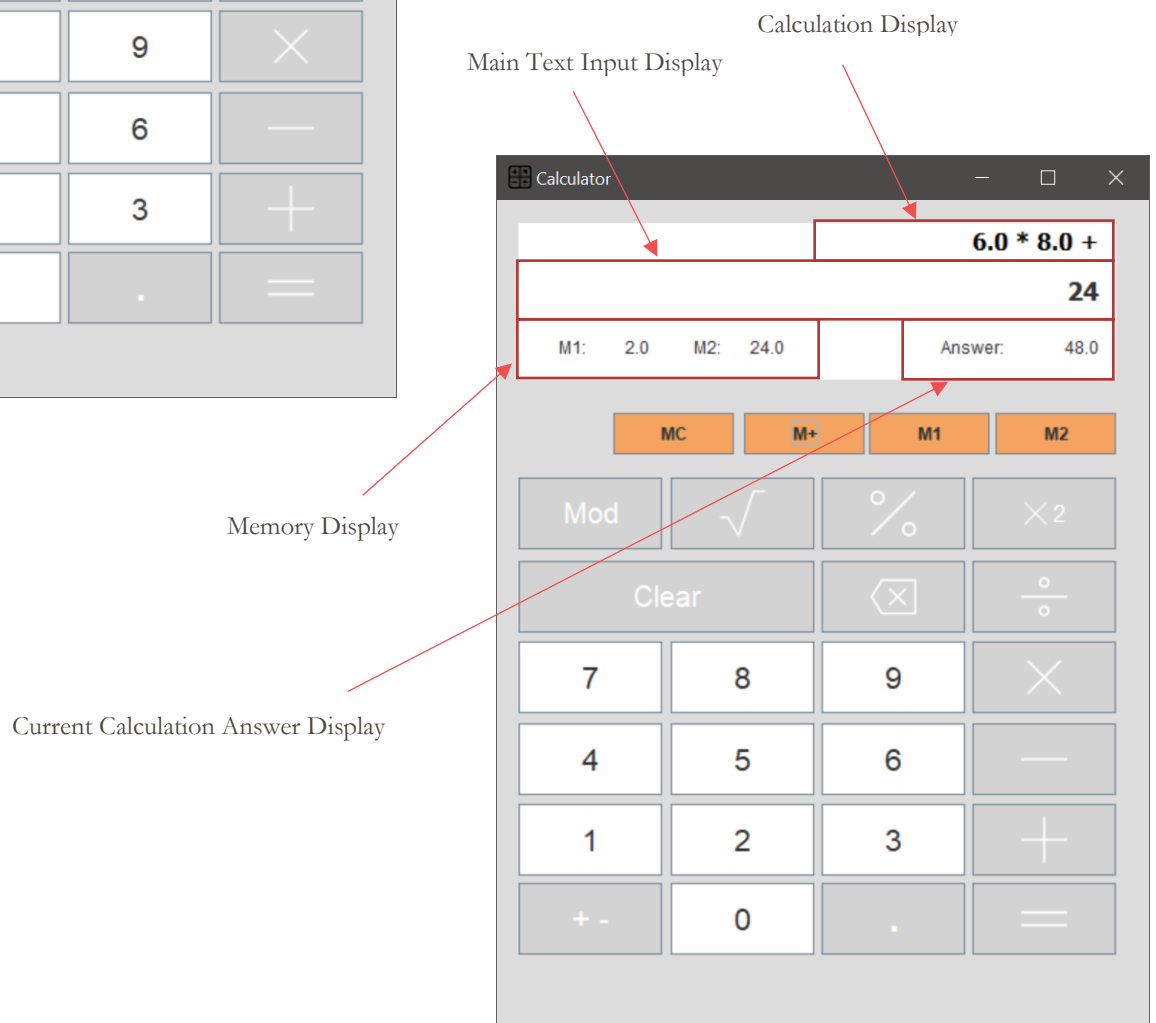 9
6
3
.
Calculation Display
Main Text Input Display
Calculator
6.0 * 8.0 +
24
M1: 2.0 M2: 24.0 Answer: 48.0
MC M+ M1 M2
Mod √ % ×2
Clear ÷
7 8 9 ×
4 5 6 —
1 2 3 +
+ - 0 . =
Memory Display
Current Calculation Answer Display